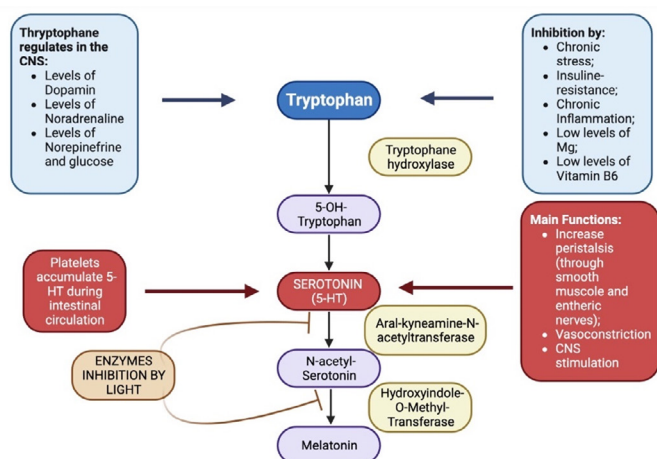 Thryptophane
regulates in the
CNS:
Levels of
Dopamin
Levels of
Noradrenaline
Levels of
Norepinefrine
and glucose
Tryptophan
Inhibition by:
Chronic
stress;
Insuline-
resistance;
Chronic
Inflammation;
Low levels of
Mg;
Low levels of
Vitamin B6
Tryptophane
hydroxylase
5-OH-
Tryptophan
Platelets
accumulate 5-
HT during
intestinal
circulation
SEROTONIN
(5-HT)
Main Functions:
Increase
peristalsis
(through
smooth
muscole and
entheric
nerves);
Vasoconstriction
CNS
stimulation
Aral-kyneamine-N-
acetyltransferase
ENZYMES
INHIBITION BY
LIGHT
N-acetyl-
Serotonin
Hydroxyindole-
O-Methyl-
Transferase
Melatonin